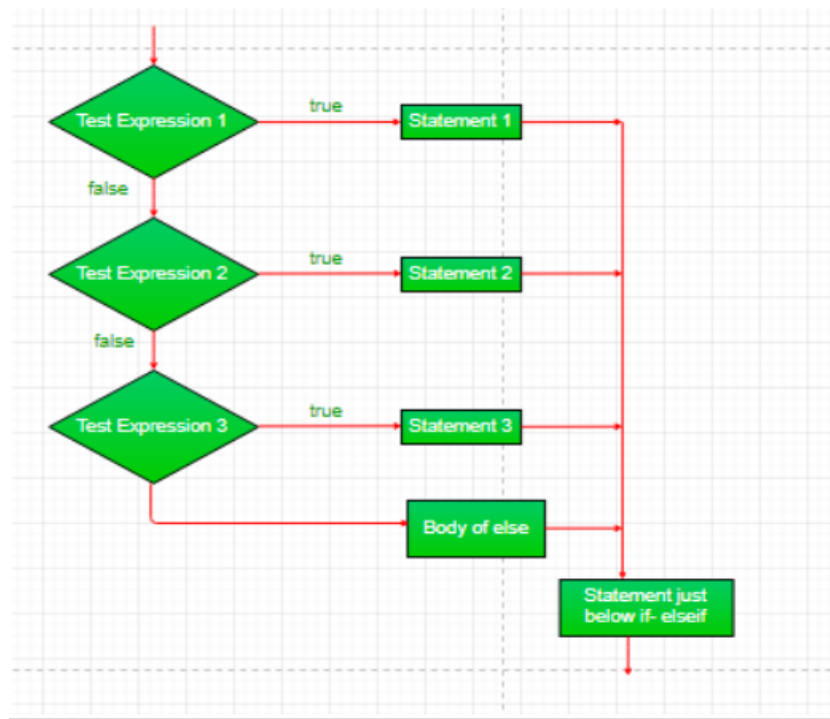 Test Expression 1
true
Statement 1
false
Test Expression 2
true
Statement 2
false
Test Expression 3
true
Statement 3
Body of else
Statement just
below if- elseif